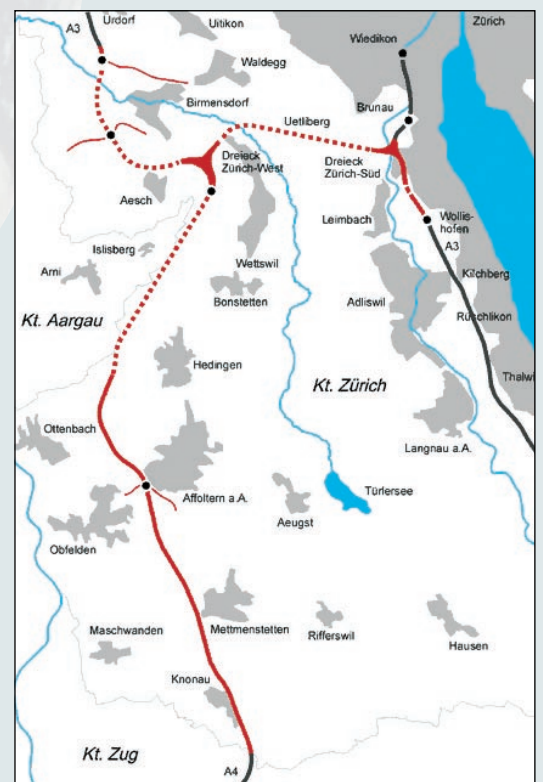 A3
Urdorf
Uitikon
Zürich
Wiedikon
Waldegg
Birmensdorf
Brunau
Uetliberg
Dreieck
Zürich-West
Dreieck
Zürich-Süd
Aesch
Leimbach
Wollis-
hofen
A3
Islisberg
Arni
Wettswil
Kilchberg
Bonstetten
Adliswil
Rüschlikon
Kt. Aargau
Hedingen
Kt. Zürich
Thalwi
Ottenbach
Langnau a.A.
Affoltern a.A.
Türlersee
Aeugst
Obfelden
Maschwanden
Mettmenstetten
Rifferswil
Hausen
Knonau
Kt. Zug
A4